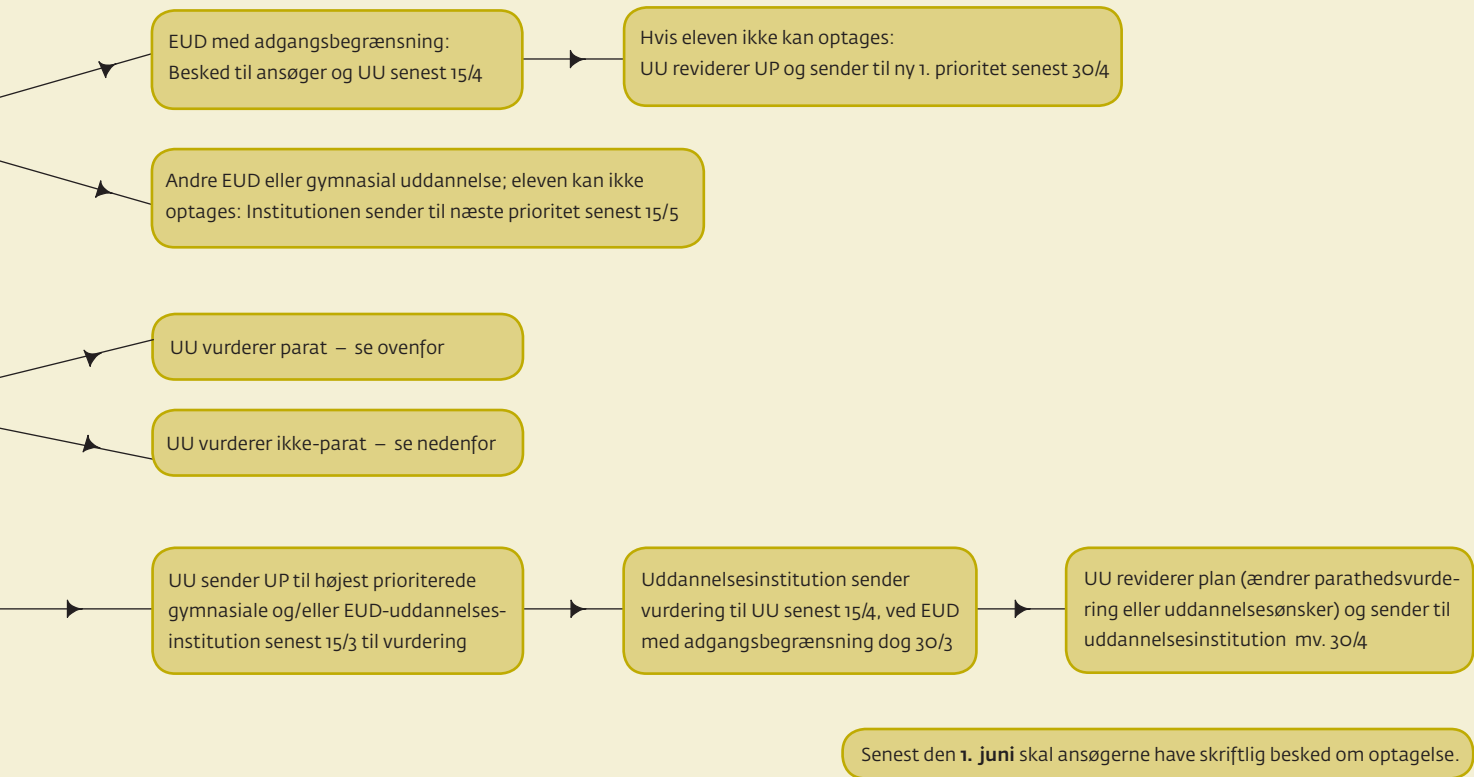 EUD med adgangsbegrænsning:
Besked til ansøger og UU senest 15/4
Hvis eleven ikke kan optages:
UU reviderer UP og sender til ny 1. prioritet senest 30/4
Andre EUD eller gymnasial uddannelse; eleven kan ikke
optages: Institutionen sender til næste prioritet senest 15/5
UU vurderer parat – se ovenfor
UU vurderer ikke-parat – se nedenfor
UU sender UP til højest prioriterede
gymnasiale og/eller EUD-uddannelses-
institution senest 15/3 til vurdering
Uddannelsesinstitution sender
vurdering til UU senest 15/4, ved EUD
med adgangsbegrænsning dog 30/3
UU reviderer plan (ændrer parathedsvurde-
ring eller uddannelsesønsker) og sender til
uddannelsesinstitution mv. 30/4
Senest den 1. juni skal ansøgerne have skriftlig besked om optagelse.